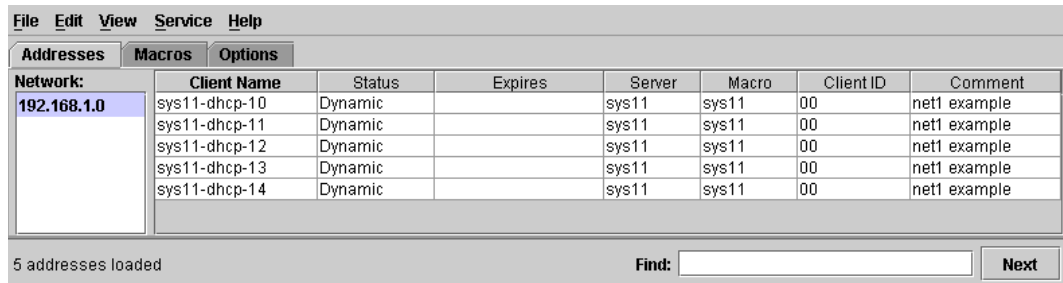 File Edit View Service Help
Addresses Macros Options
Network: Client Name Status Expires Server Macro Client ID Comment
192.168.1.0 sys11-dhcp-10 Dynamic sys11 sys11 00 net1 example
sys11-dhcp-11 Dynamic sys11 sys11 00 net1 example
sys11-dhcp-12 Dynamic sys11 sys11 00 net1 example
sys11-dhcp-13 Dynamic sys11 sys11 00 net1 example
sys11-dhcp-14 Dynamic sys11 sys11 00 net1 example
5 addresses loaded Find: Next